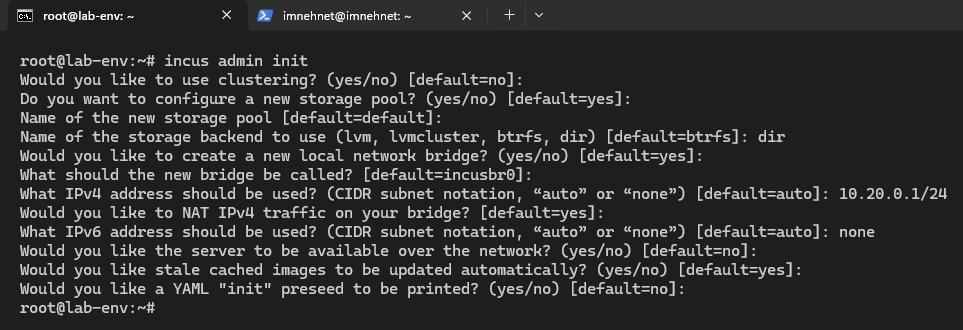 root@lab-env: ~
imnehnet@imnehnet: ~
root@lab-env:~# incus admin init
Would you like to use clustering? (yes/no) [default=no]:
Do you want to configure a new storage pool? (yes/no) [default=yes]:
Name of the new storage pool [default=default]:
Name of the storage backend to use (lvm, lvmcluster, btrfs, dir) [default=btrfs]: dir
Would you like to create a new local network bridge? (yes/no) [default=yes]:
What should the new bridge be called? [default=incusbr0]:
What IPv4 address should be used? (CIDR subnet notation, “auto” or “none”) [default=auto]: 10.20.0.1/24
Would you like to NAT IPv4 traffic on your bridge? [default=yes]:
What IPv6 address should be used? (CIDR subnet notation, “auto” or “none”) [default=auto]: none
Would you like the server to be available over the network? (yes/no) [default=no]:
Would you like stale cached images to be updated automatically? (yes/no) [default=yes]:
Would you like a YAML "init" preseed to be printed? (yes/no) [default=no]:
root@lab-env:~#